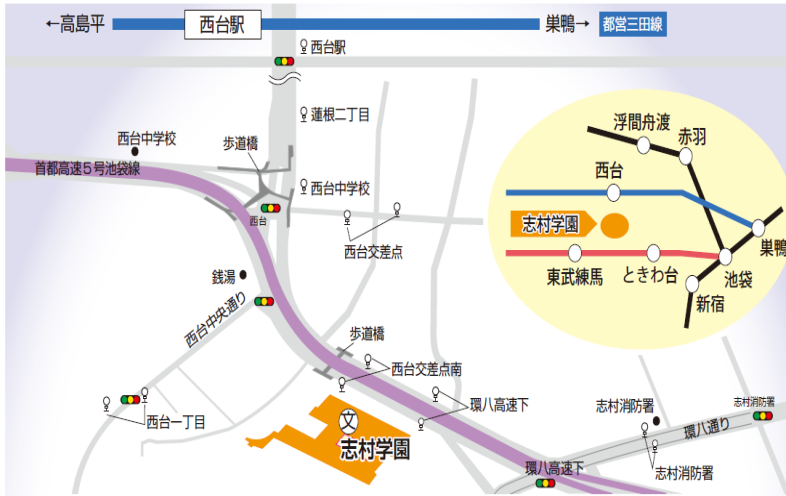 ←高島平
西台駅
巣鴨→
都営三田線
西台駅
蓮根二丁目
西台中学校
歩道橋
首都高速5号池袋線
西台中学校
西台
西台交差点
銭湯
西台中央通り
歩道橋
西台交差点南
西台一丁目
環八高速下
文
志村学園
志村消防署
志村消防署
環八通り
志村消防署
環八高速下
浮間舟渡
赤羽
西台
志村学園
巣鴨
東武練馬
ときわ台
池袋
新宿